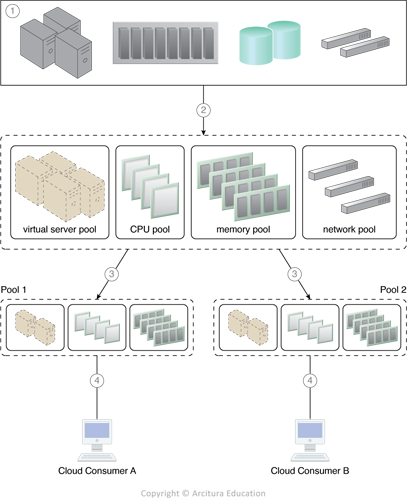 1
2
virtual server pool
CPU pool
memory pool
network pool
3
3
Pool 1
Pool 2
4
4
Cloud Consumer A
Cloud Consumer B
Copyright © Arcitura Education